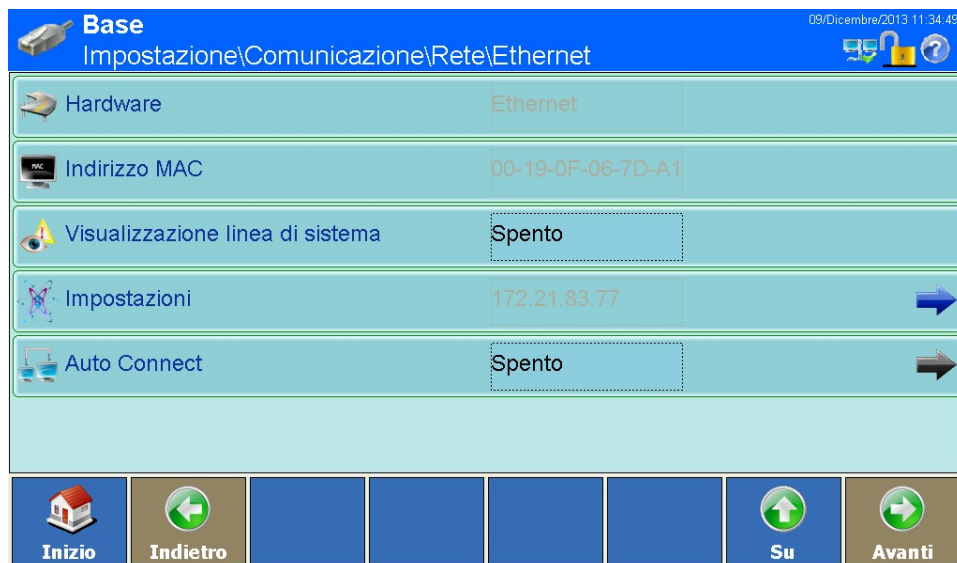 Base
09/Dicembre/2013 11:34:49
Impostazione\Comunicazione\Rete\Ethernet
Hardware Ethernet
MAC
Indirizzo MAC 00-19-0F-06-7D-A1
Visualizzazione linea di sistema Spento
Impostazioni 172.21.83.77
Auto Connect Spento
Inizio Indietro Su Avanti